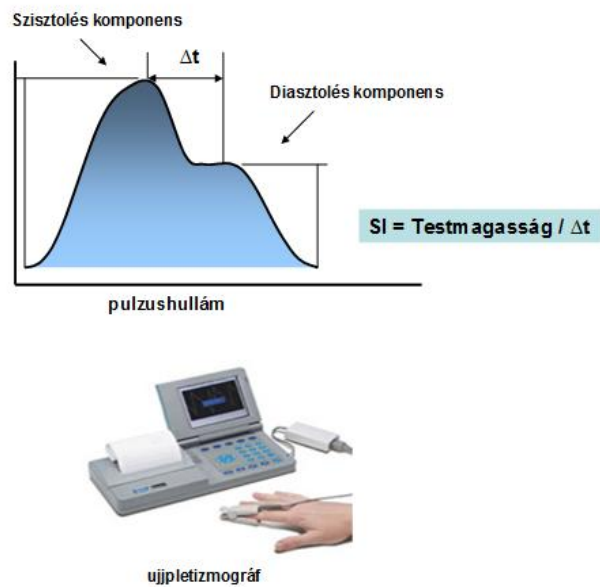 Szisztolés komponens
Δt
Diasztolés komponens
SI = Testmagasság / Δt
pulzushullám
ujjpletizmográf